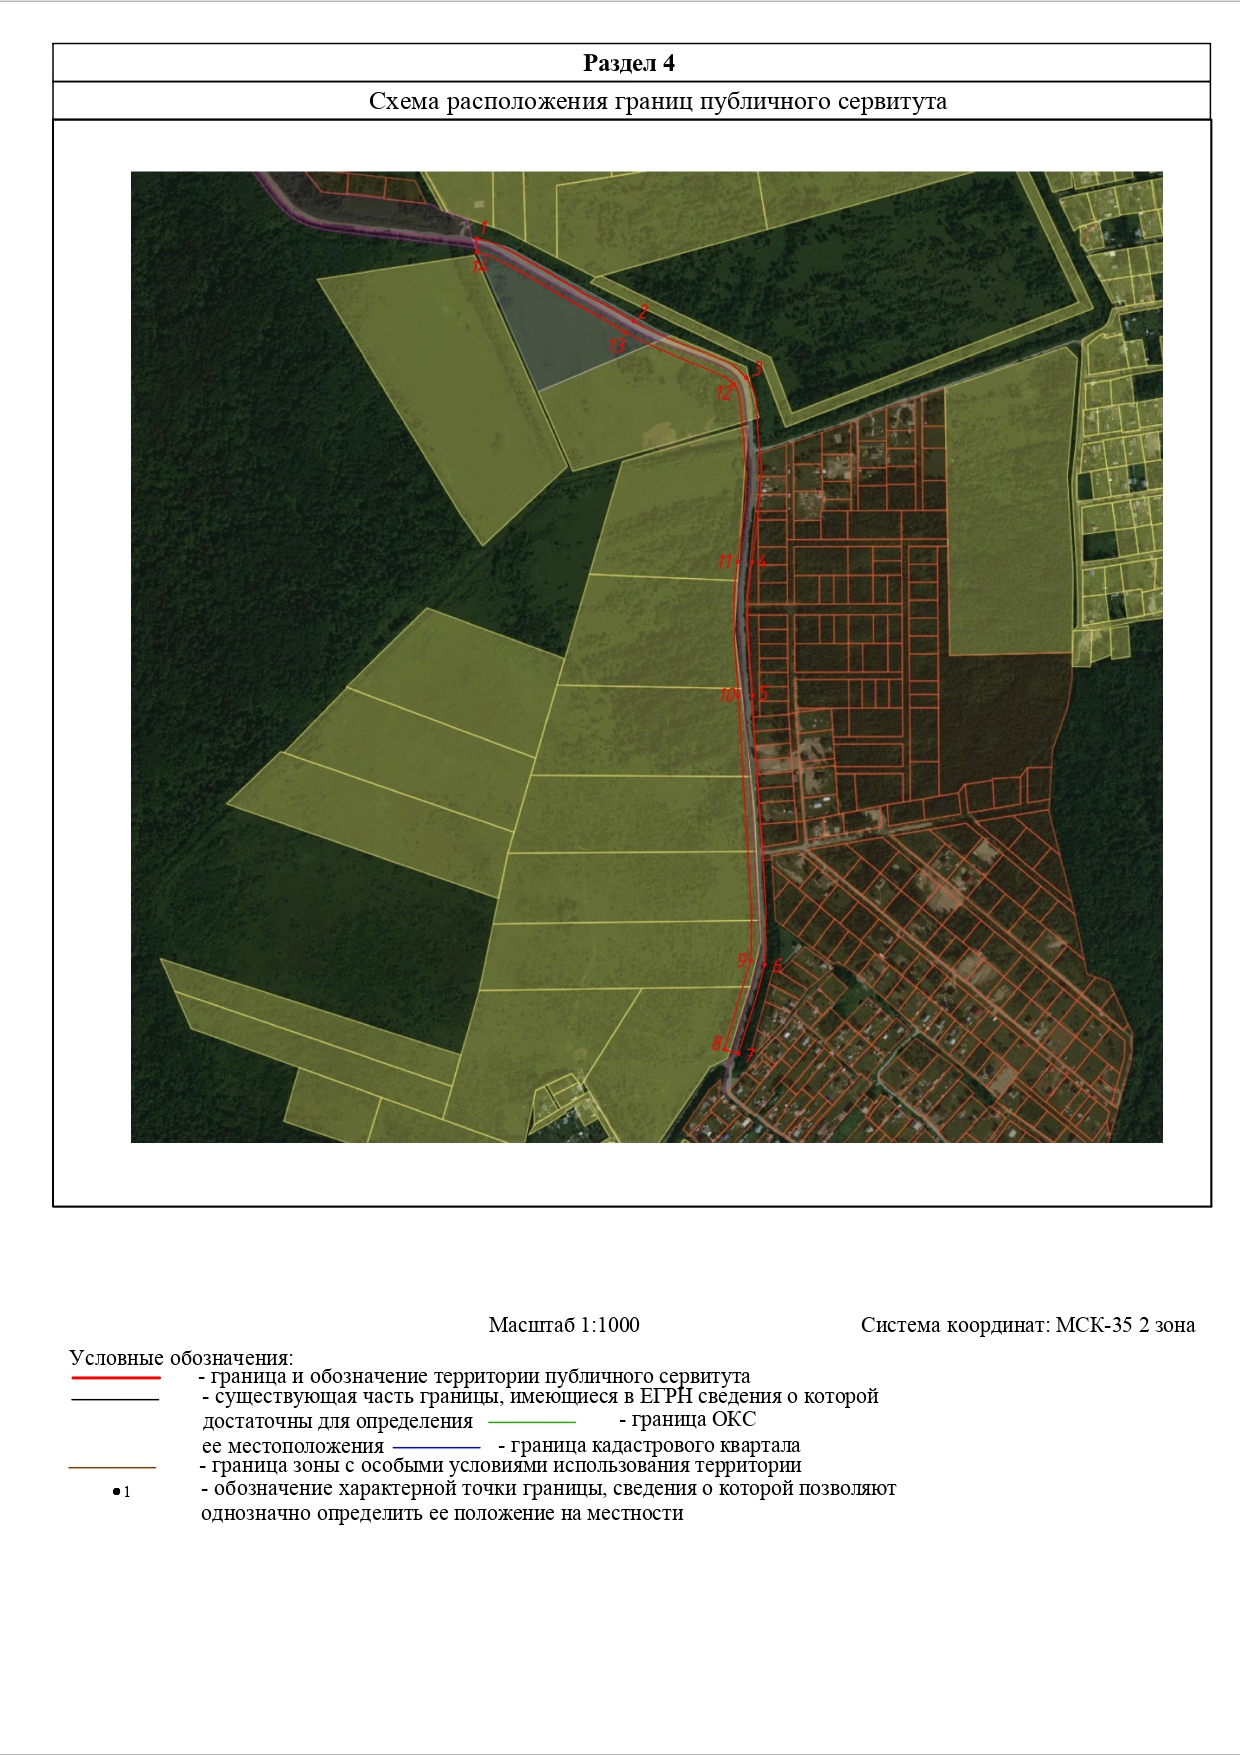 Раздел 4
Схема расположения границ публичного сервитута
1
14
2
13
3
12
11 4
10 5
9 6
8 7
Масштаб 1:1000 Система координат: МСК-35 2 зона
Условные обозначения:
- граница и обозначение территории публичного сервитута
- существующая часть границы, имеющиеся в ЕГРН сведения о которой
достаточны для определения - граница ОКС
ее местоположения - граница кадастрового квартала
- граница зоны с особыми условиями использования территории
1 - обозначение характерной точки границы, сведения о которой позволяют
однозначно определить ее положение на местности